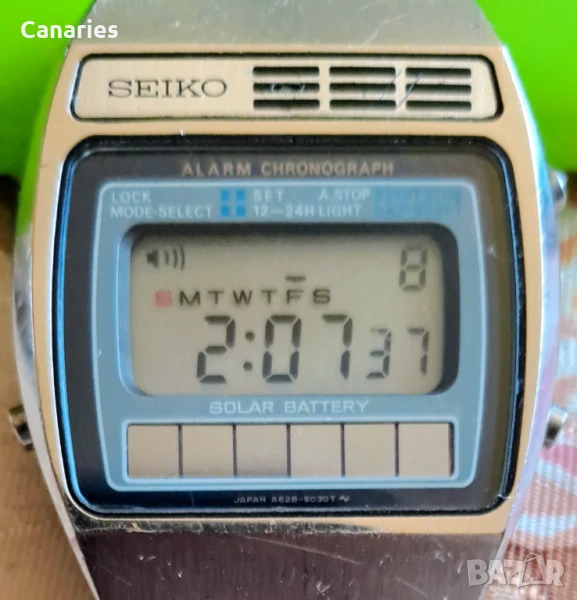 Canaries
SEIKO
ALARM CHRONOGRAPH
LOCK SET A.STOP
MODE-SELECT 12-24H LIGHT
8
SMTWTFS
2:07 37
SOLAR BATTERY
JAPAN A628-5030T
BAZAR